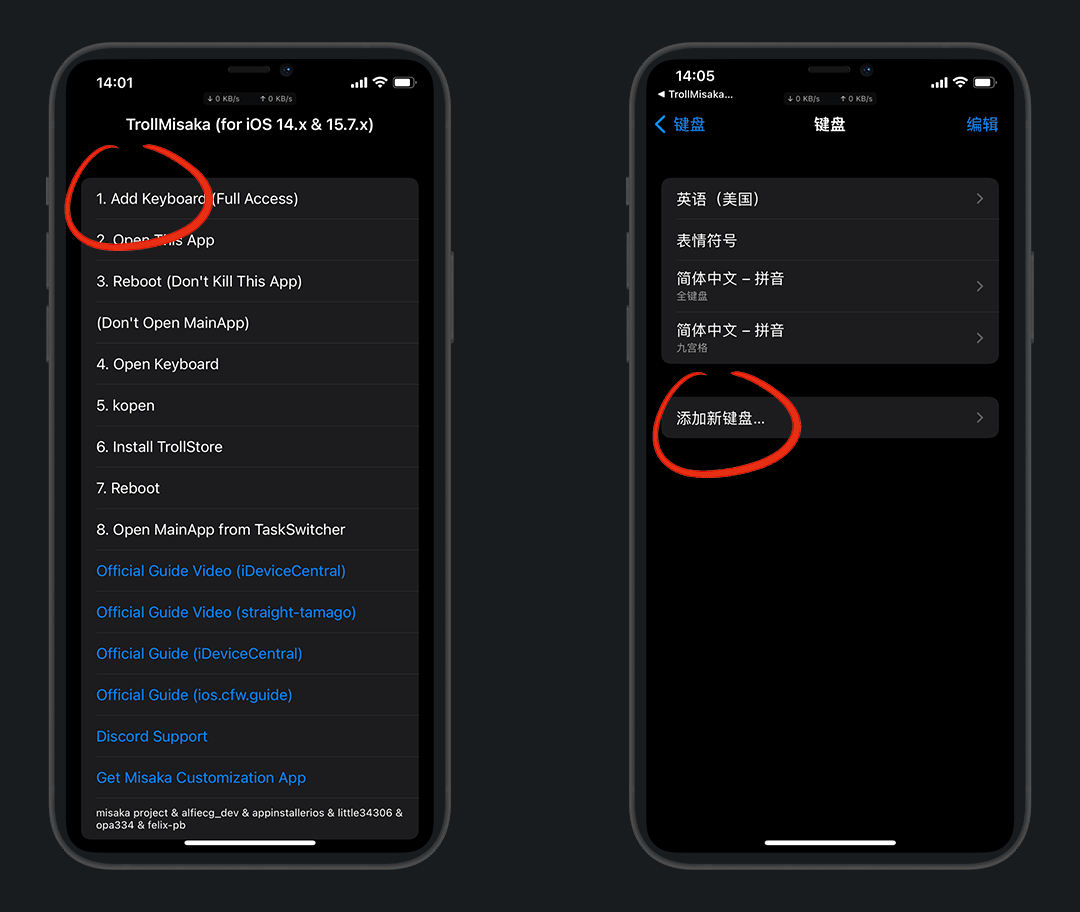 14:01
↓ 0 KB/s ↑ 0 KB/s
TrollMisaka (for iOS 14.x & 15.7.x)
1. Add Keyboard (Full Access)
2. Open This App
3. Reboot (Don't Kill This App)
(Don't Open MainApp)
4. Open Keyboard
5. kopen
6. Install TrollStore
7. Reboot
8. Open MainApp from TaskSwitcher
Official Guide Video (iDeviceCentral)
Official Guide Video (straight-tamago)
Official Guide (iDeviceCentral)
Official Guide (ios.cfw.guide)
Discord Support
Get Misaka Customization App
misaka project & alfiecg_dev & appinstallerios & little34306 &
opa334 & felix-pb
14:05
◀ TrollMisaka...
↓ 0 KB/s ↑ 0 KB/s
键盘 键盘 编辑
英语（美国）
表情符号
简体中文 – 拼音
全键盘
简体中文 – 拼音
九宫格
添加新键盘...